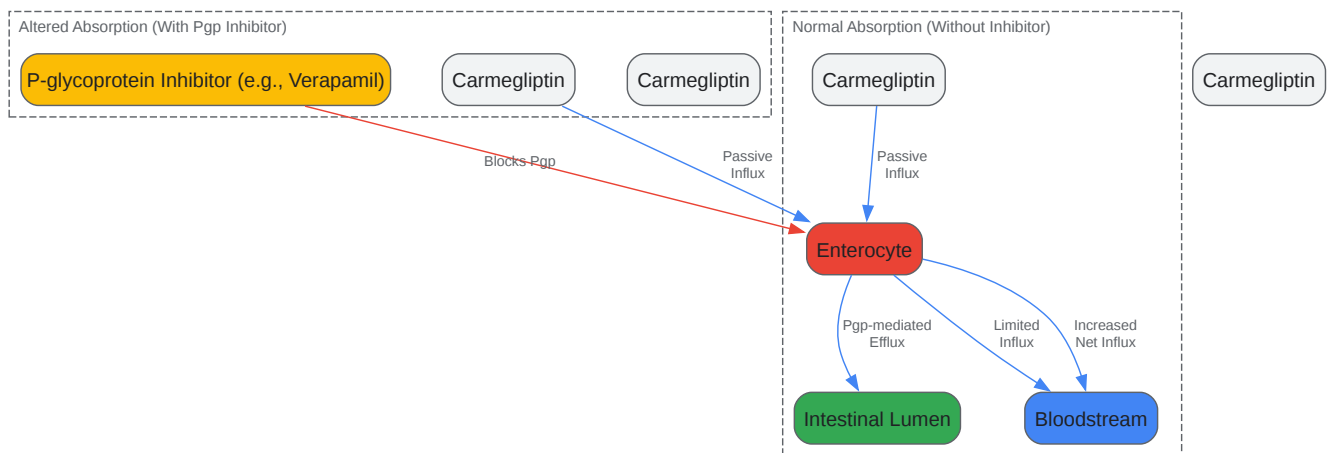 Altered Absorption (With Pgp Inhibitor)
Normal Absorption (Without Inhibitor)
P-glycoprotein Inhibitor (e.g., Verapamil)
Carmegliptin
Carmegliptin
Carmegliptin
Carmegliptin
Blocks Pgp
Passive
Influx
Passive
Influx
Enterocyte
Pgp-mediated
Efflux
Limited
Influx
Increased
Net Influx
Intestinal Lumen
Bloodstream